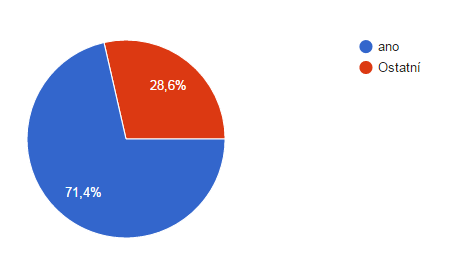 ano
Ostatní
28,6%
71,4%